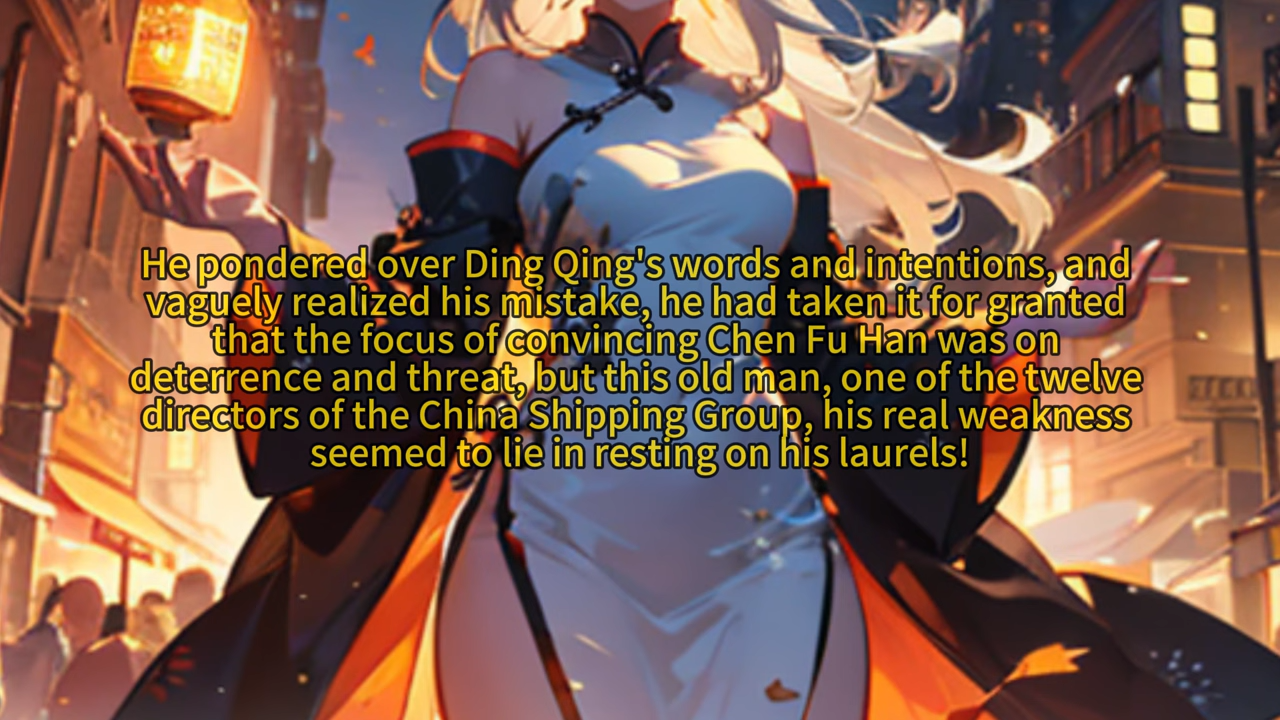 He pondered over Ding Qing's words and intentions, and
vaguely realized his mistake, he had taken it for granted
that the focus of convincing Chen Fu Han was on
deterrence and threat, but this old man, one of the twelve
directors of the China Shipping Group, his real weakness
seemed to lie in resting on his laurels!